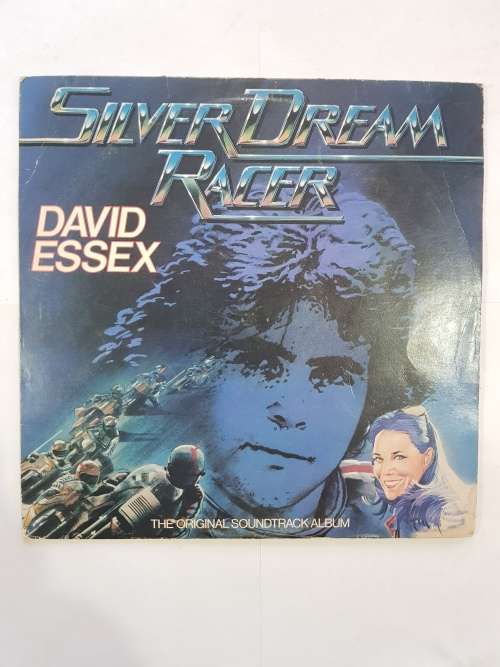 SILVER DREAM
RACER
DAVID
ESSEX
THE ORIGINAL SOUNDTRACK ALBUM